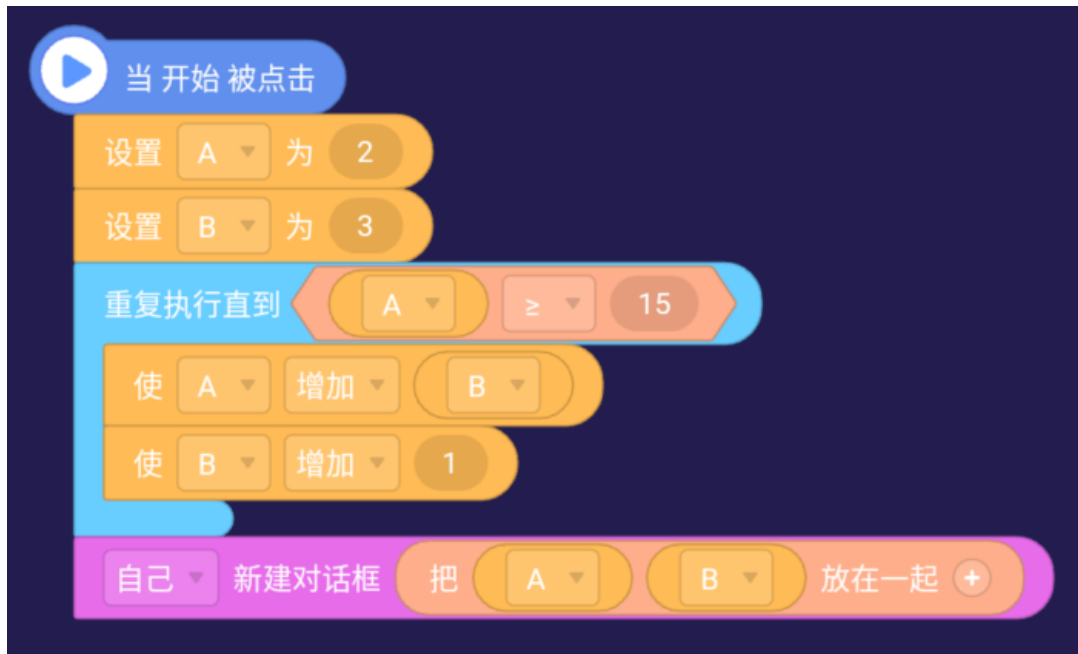 当 开始 被点击
设置 A 为 2
设置 B 为 3
重复执行直到 A ≥ 15
使 A 增加 B
使 B 增加 1
自己 新建对话框 把 A B 放在一起 +